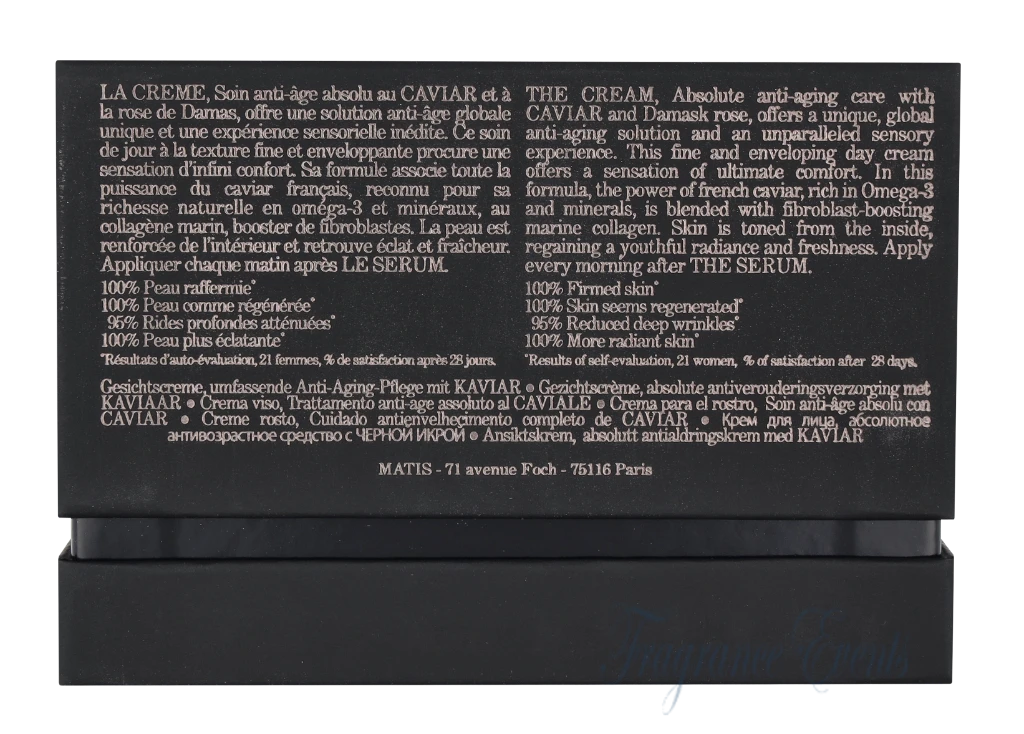 LA CREME, Soin anti-âge absolu au CAVIAR et à
la rose de Damas, offre une solution anti-âge globale
unique et une expérience sensorielle inédite. Ce soin
de jour à la texture fine et enveloppante procure une
sensation d'infini confort. Sa formule associe toute la
puissance du caviar français, reconnu pour sa
richesse naturelle en oméga-3 et minéraux, au
collagène marin, booster de fibroblastes. La peau est
renforcée de l'intérieur et retrouve éclat et fraîcheur.
Appliquer chaque matin après LE SERUM.
100% Peau raffermie*
100% Peau comme régénérée*
95% Rides profondes atténuées*
100% Peau plus éclatante*
*Résultats d'auto-évaluation, 21 femmes, % de satisfaction après 28 jours.
THE CREAM, Absolute anti-aging care with
CAVIAR and Damask rose, offers a unique, global
anti-aging solution and an unparalleled sensory
experience. This fine and enveloping day cream
offers a sensation of ultimate comfort. In this
formula, the power of french caviar, rich in Omega-3
and minerals, is blended with fibroblast-boosting
marine collagen. Skin is toned from the inside,
regaining a youthful radiance and freshness. Apply
every morning after THE SERUM.
100% Firmed skin*
100% Skin seems regenerated*
95% Reduced deep wrinkles*
100% More radiant skin*
*Results of self-evaluation, 21 women, % of satisfaction after 28 days.
Gesichtscreme, umfassende Anti-Aging-Pflege mit KAVIAR • Gezichtscrème, absolute antiverouderingsverzorging met
KAVIAAR • Crema viso, Trattamento anti-age assoluto al CAVIALE • Crema para el rostro, Soin anti-âge absolu con
CAVIAR • Creme rosto, Cuidado antienvelhecimento completo de CAVIAR • Крем для лица, абсолютное
антивозрастное средство с ЧЕРНОЙ ИКРОЙ • Ansiktskrem, absolutt antialdringskrem med KAVIAR
MATIS - 71 avenue Foch - 75116 Paris